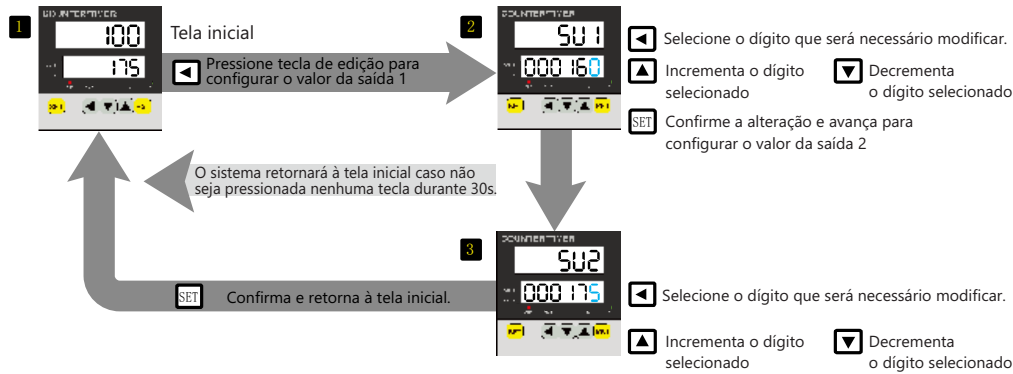 1
100
175
Tela inicial
Pressione tecla de edição para
configurar o valor da saída 1
2
SU1
000160
Selecione o dígito que será necessário modificar.
Incrementa o dígito
selecionado
Decrementa
o dígito selecionado
SET
Confirme a alteração e avança para
configurar o valor da saída 2
O sistema retornará à tela inicial caso não
seja pressionada nenhuma tecla durante 30s.
3
SU2
000175
SET
Confirma e retorna à tela inicial.
Selecione o dígito que será necessário modificar.
Incrementa o dígito
selecionado
Decrementa
o dígito selecionado